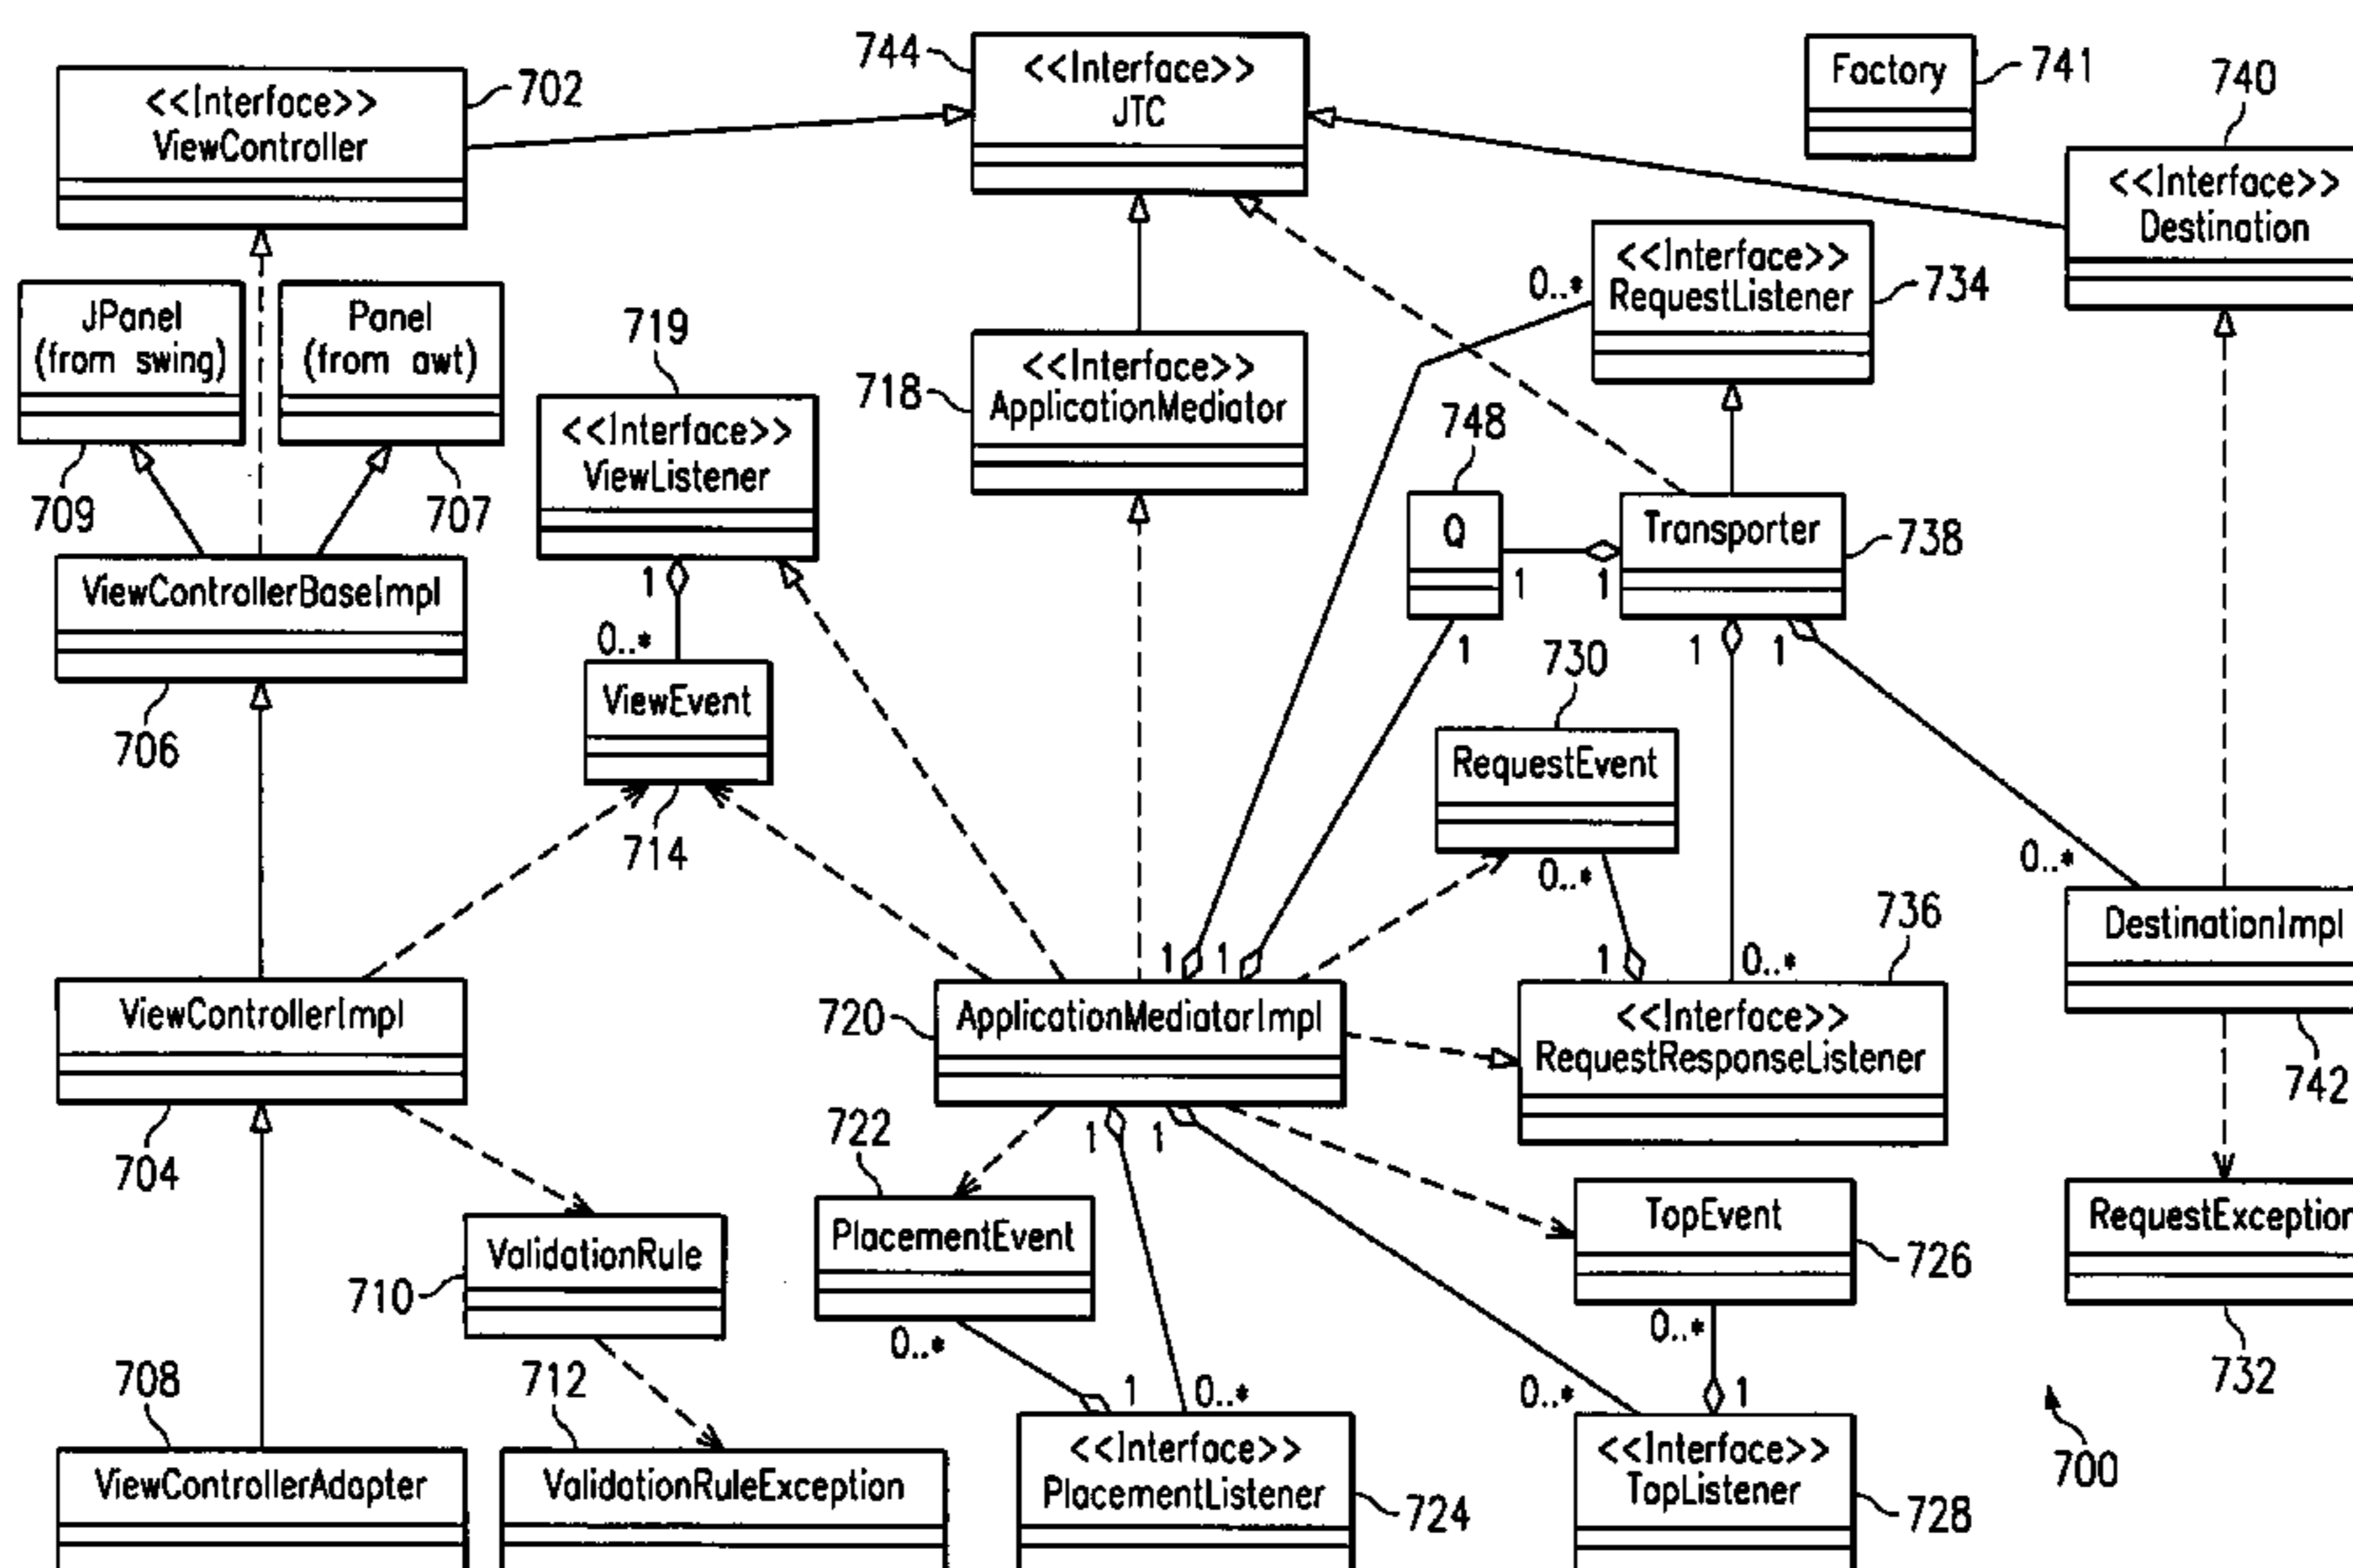 744
<<Interface>>
JTC
Factory
741
740
<<Interface>>
ViewController
702
<<Interface>>
Destination
<<Interface>>
RequestListener
734
0..*
JPanel
(from swing)
Panel
(from awt)
719
718
<<Interface>>
ApplicationMediator
709
707
<<Interface>>
ViewListener
748
Q
1
1
Transporter
738
ViewControllerBaseImpl
706
1
0..*
ViewEvent
714
1
730
RequestEvent
0..*
1
1
0..*
736
DestinationImpl
742
ViewControllerImpl
704
720
1
1
ApplicationMediatorImpl
1
0..*
<<Interface>>
RequestResponseListener
722
1
1
PlacementEvent
0..*
ValidationRule
710
TopEvent
726
0..*
RequestException
732
708
ViewControllerAdapter
712
ValidationRuleException
1
0..*
<<Interface>>
PlacementListener
724
0..*
1
<<Interface>>
TopListener
728
700